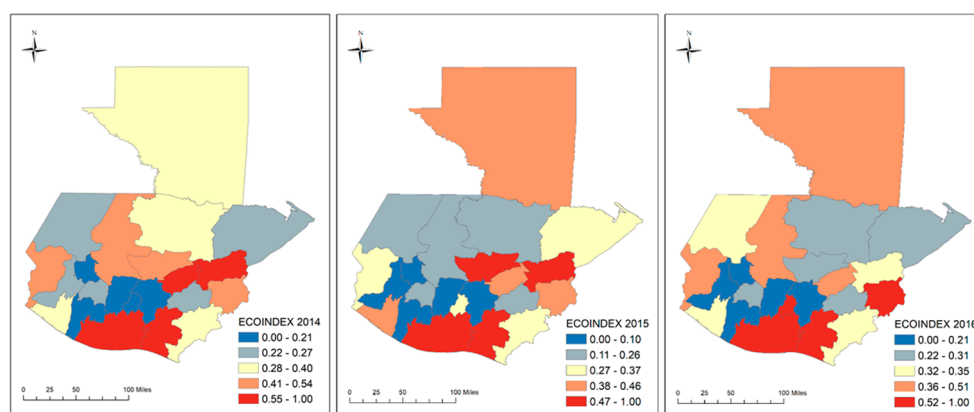 N
ECOINDEX 2014
0.00 - 0.21
0.22 - 0.27
0.28 - 0.40
0.41 - 0.54
0.55 - 1.00
0 25 50 100 Miles
N
ECOINDEX 2015
0.00 - 0.10
0.11 - 0.26
0.27 - 0.37
0.38 - 0.46
0.47 - 1.00
0 25 50 100 Miles
N
ECOINDEX 2016
0.00 - 0.21
0.22 - 0.31
0.32 - 0.35
0.36 - 0.51
0.52 - 1.00
0 25 50 100 Miles